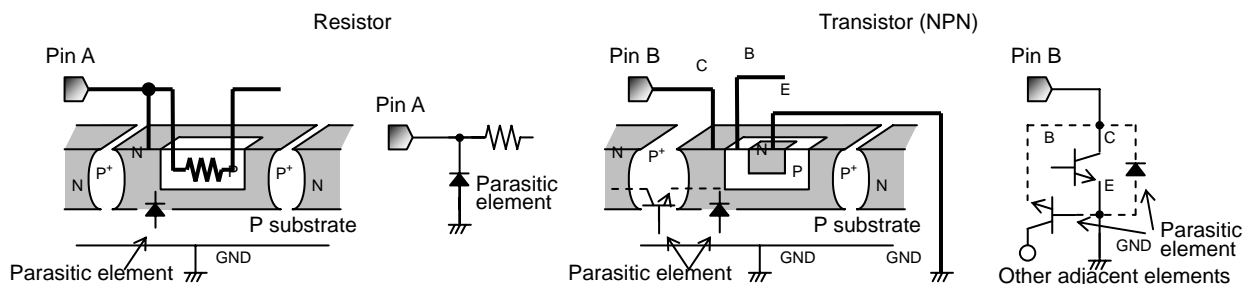 Resistor
Pin A
N
P+
N
P
P+
N
P substrate
GND
Parasitic element
Pin A
Parasitic
element
Transistor (NPN)
Pin B
C
B
E
N
P+
N
P
P+
N
P substrate
GND
GND
Parasitic element
Pin B
B
C
E
GND
Parasitic
element
Other adjacent elements